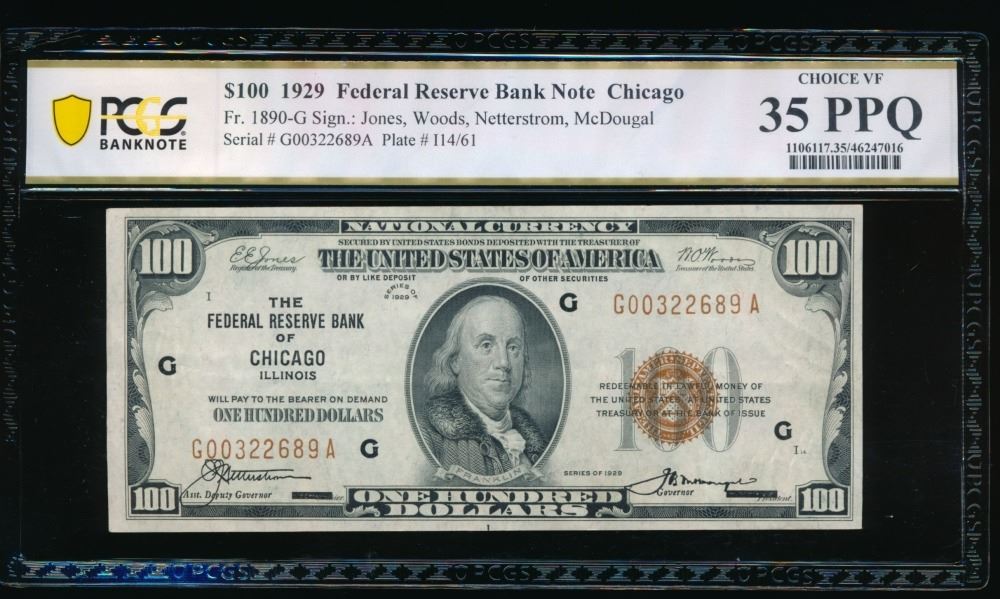 PCGS
BANKNOTE
$100 1929 Federal Reserve Bank Note Chicago
Fr. 1890-G Sign.: Jones, Woods, Netterstrom, McDougal
Serial # G00322689A Plate # I14/61
CHOICE VF
35 PPQ
1106117.35/46247016
NATIONAL CURRENCY
SECURED BY UNITED STATES BONDS DEPOSITED WITH THE TREASURER OF
THE UNITED STATES OF AMERICA
OR BY LIKE DEPOSIT OF OTHER SECURITIES
100
100
E.E. Jones
Register of the Treasury.
W.O. Woods
Treasurer of the United States.
SERIES OF
1929
I
THE
FEDERAL RESERVE BANK
OF
CHICAGO
ILLINOIS
G
G
G00322689 A
WILL PAY TO THE BEARER ON DEMAND
ONE HUNDRED DOLLARS
100
REDEEMABLE IN LAWFUL MONEY OF
THE UNITED STATES AT UNITED STATES
TREASURY OR AT THE BANK OF ISSUE
G00322689 A
G
G
I14
FRANKLIN
SERIES OF 1929
J Netterstrom
Asst. Deputy Governor
J.B. McDougal
Governor
100
ONE HUNDRED
DOLLARS
100
1